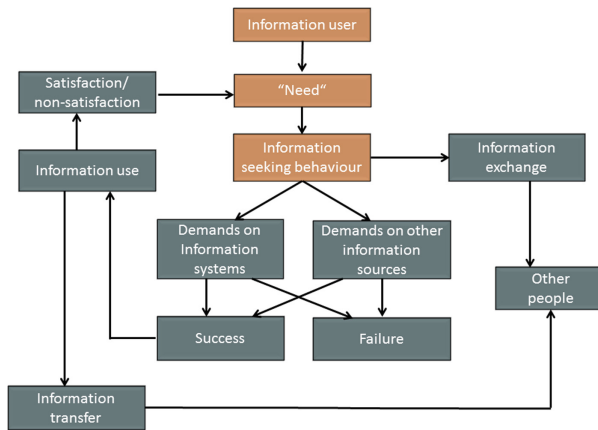 Information user
Satisfaction/
non-satisfaction
“Need“
Information
seeking behaviour
Information
exchange
Information use
Demands on
Information
systems
Demands on other
information
sources
Other
people
Success
Failure
Information
transfer